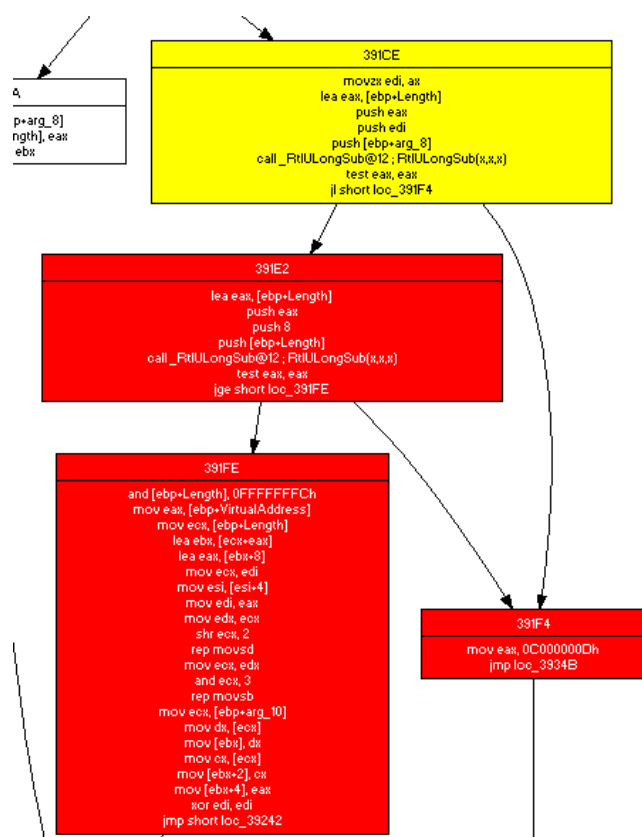 391CE
movzx edi, ax
lea eax, [ebp+Length]
push eax
push edi
push [ebp+arg_8]
call _RtlULongSub@12 ; RtlULongSub(x,x,x)
test eax, eax
jl short loc_391F4
A
p+arg_8]
ngth], eax
ebx
391E2
lea eax, [ebp+Length]
push eax
push 8
push [ebp+Length]
call _RtlULongSub@12 ; RtlULongSub(x,x,x)
test eax, eax
jge short loc_391FE
391FE
and [ebp+Length], 0FFFFFFFCh
mov eax, [ebp+VirtualAddress]
mov ecx, [ebp+Length]
lea ebx, [ecx+eax]
lea eax, [ebx+8]
mov ecx, edi
mov esi, [esi+4]
mov edi, eax
mov edx, ecx
shr ecx, 2
rep movsd
mov ecx, edx
and ecx, 3
rep movsb
mov ecx, [ebp+arg_10]
mov dx, [ecx]
mov [ebx], dx
mov cx, [ecx]
mov [ebx+2], cx
mov [ebx+4], eax
xor edi, edi
jmp short loc_39242
391F4
mov eax, 0C000000Dh
jmp loc_3934B